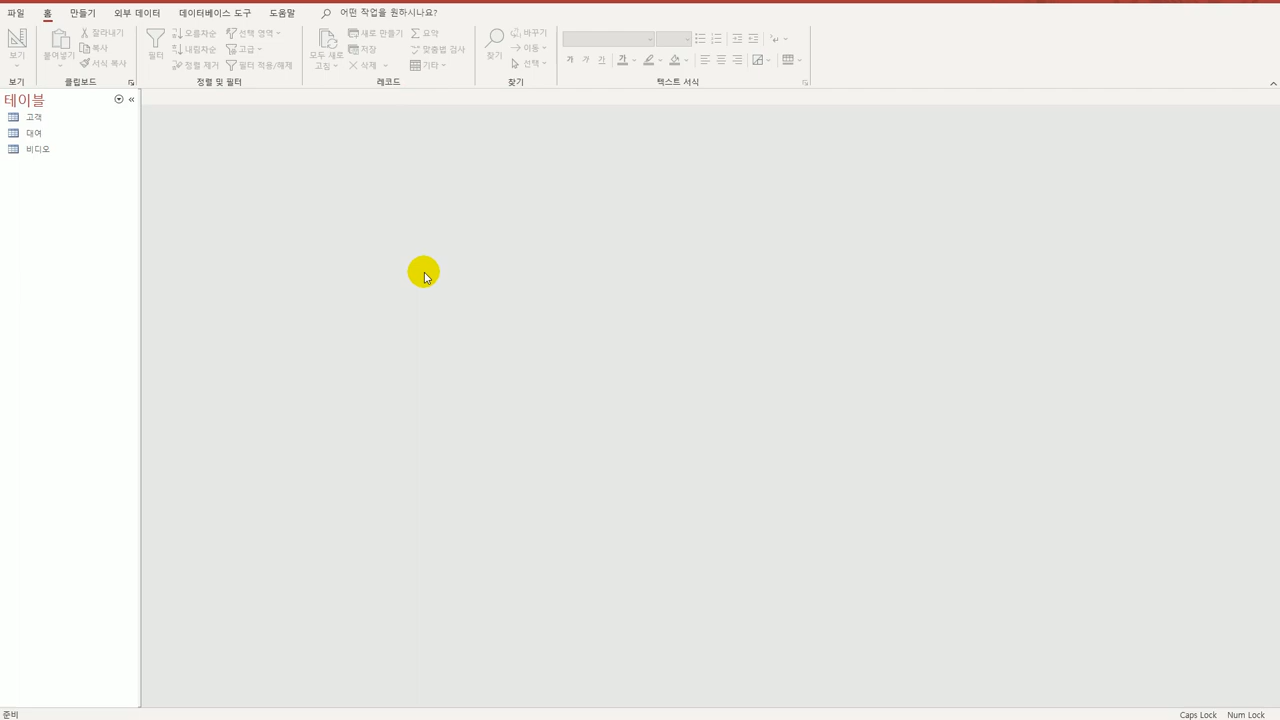 파일 홈 만들기 외부 데이터 데이터베이스 도구 도움말 어떤 작업을 원하시나요?
보기
붙여넣기
잘라내기
복사
서식 복사
필터
오름차순
내림차순
정렬 제거
선택 영역
고급
필터 적용/해제
모두 새로
고침
새로 만들기
저장
삭제
요약
맞춤법 검사
기타
찾기
바꾸기
이동
선택
가 가 가 가
보기 클립보드 정렬 및 필터 레코드 찾기 텍스트 서식
테이블
고객
대여
비디오
준비 Caps Lock Num Lock